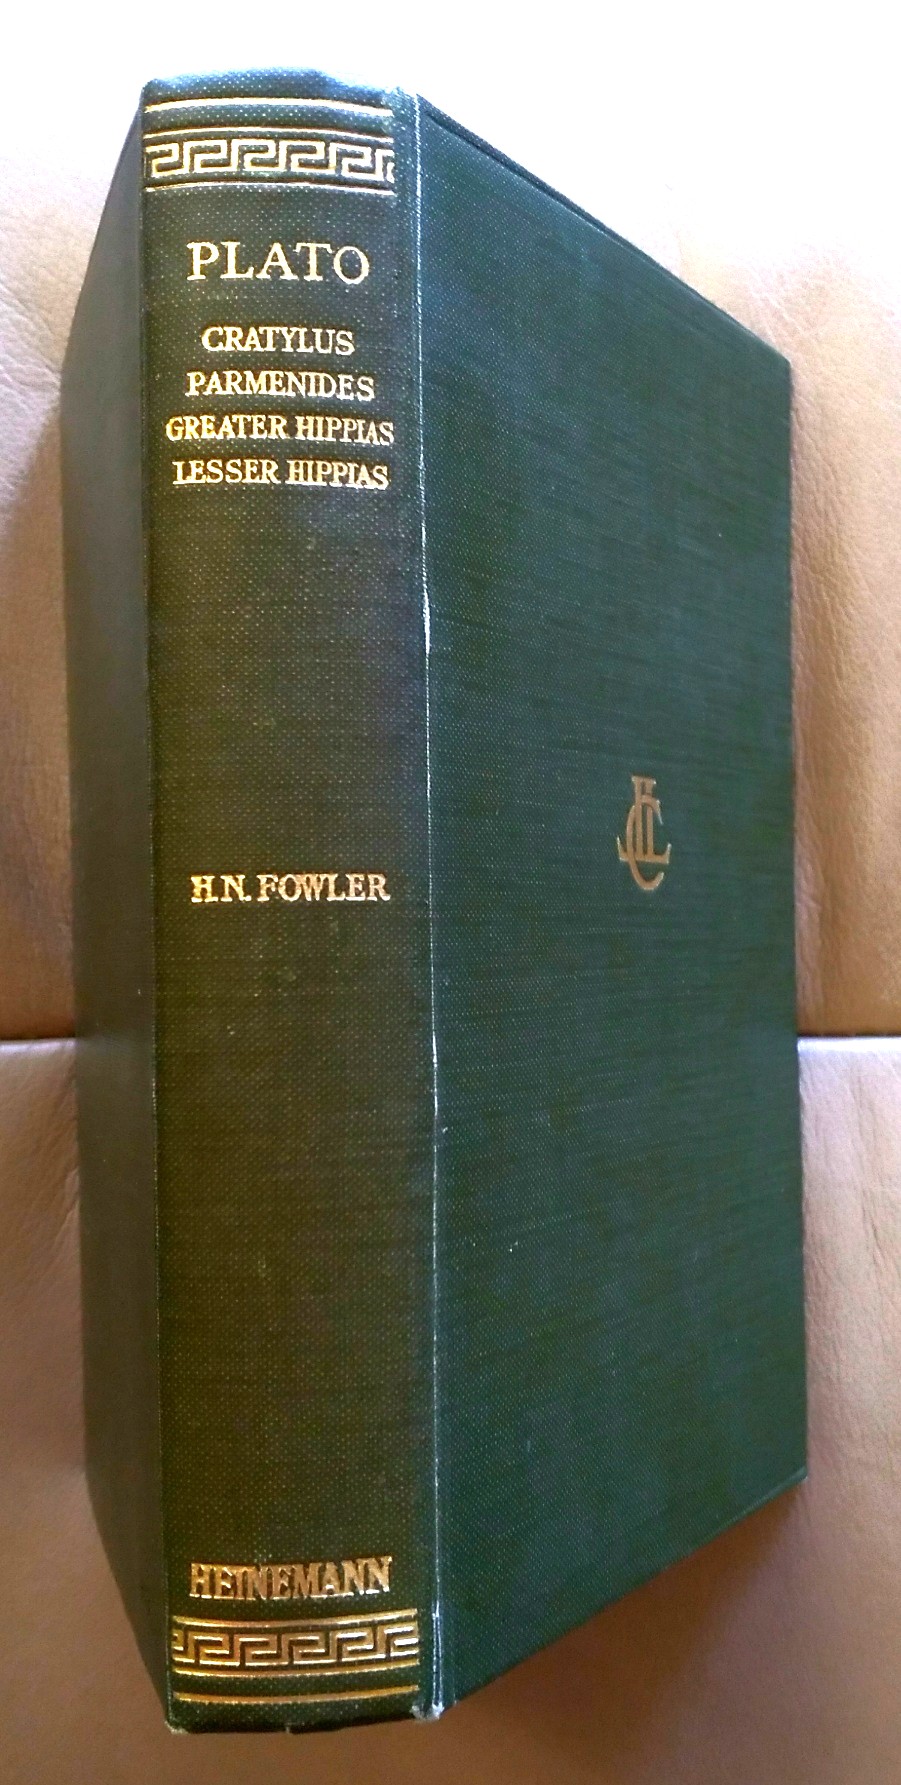 PLATO
CRATYLUS
PARMENIDES
GREATER HIPPIAS
LESSER HIPPIAS
H.N. FOWLER
HEINEMANN